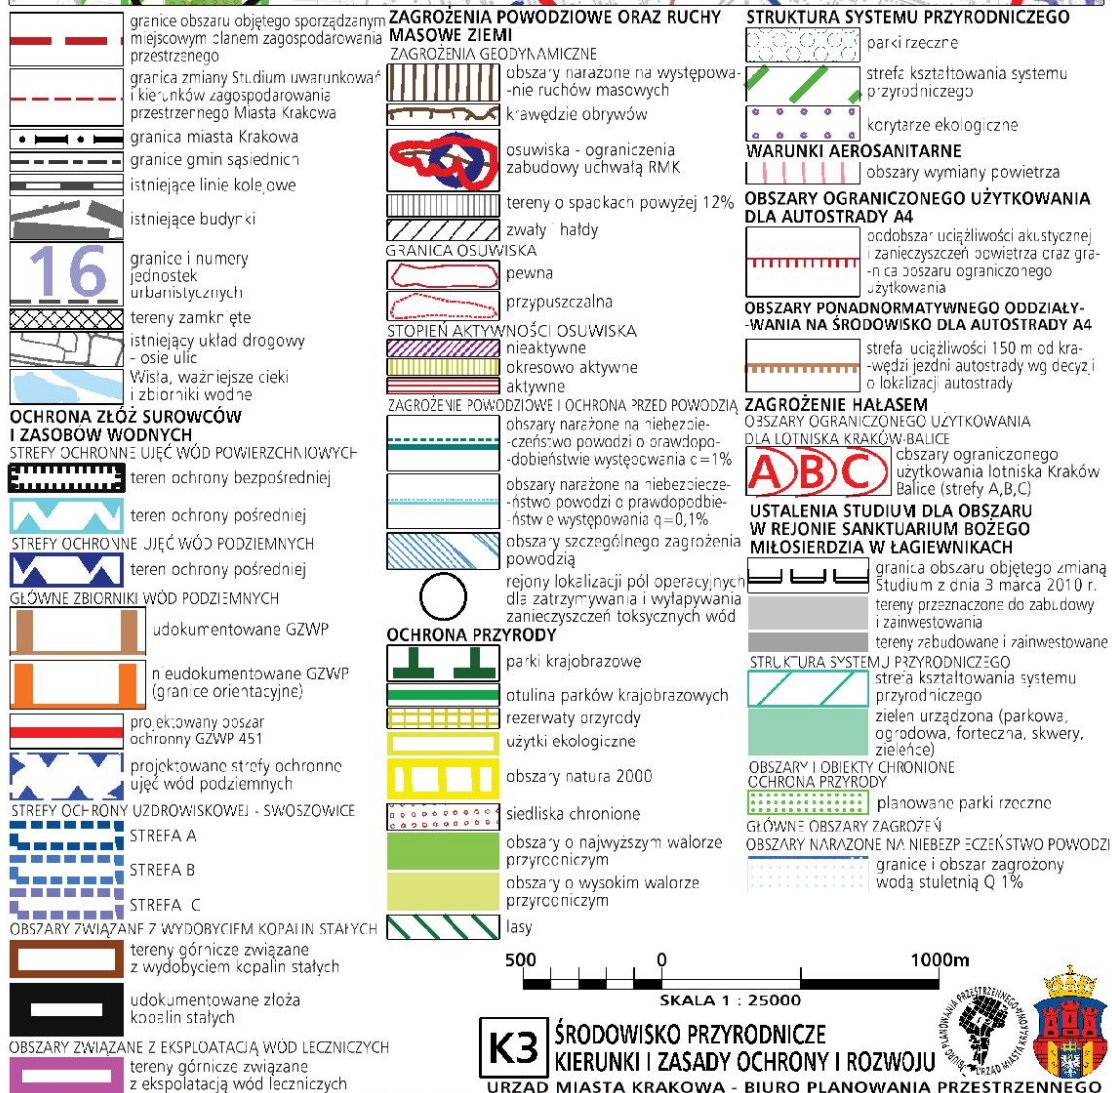 granice obszaru objętego sporządzanym
miejscowym planem zagospodarowania
przestrzenego
granica zmiany Studium uwarunkowań
i kierunków zagospodarowania
przestrzennego Miasta Krakowa
granica miasta Krakowa
granice gmin sąsiednich
istniejące linie kolejowe
istniejące budynki
16
granice i numery
jednostek
urbanistycznych
tereny zamknięte
istniejący układ drogowy
- osie ulic
Wisła, ważniejsze cieki
i zbiorniki wodne
OCHRONA ZŁÓŻ SUROWCÓW
I ZASOBÓW WODNYCH
STREFY OCHRONNE UJĘĆ WÓD POWIERZCHNIOWYCH
teren ochrony bezpośredniej
teren ochrony pośredniej
STREFY OCHRONNE UJĘĆ WÓD PODZIEMNYCH
teren ochrony pośredniej
GŁÓWNE ZBIORNIKI WÓD PODZIEMNYCH
udokumentowane GZWP
nieudokumentowane GZWP
(granice orientacyjne)
projektowany obszar
ochronny GZWP 451
projektowane strefy ochronne
ujęć wód podziemnych
STREFY OCHRONY UZDROWISKOWEJ - SWOSZOWICE
STREFA A
STREFA B
STREFA C
OBSZARY ZWIĄZANE Z WYDOBYCIEM KOPALIN STAŁYCH
tereny górnicze związane
z wydobyciem kopalin stałych
udokumentowane złoża
kopalin stałych
OBSZARY ZWIĄZANE Z EKSPLOATACJĄ WÓD LECZNICZYCH
tereny górnicze związane
z ekspolatacją wód leczniczych
ZAGROŻENIA POWODZIOWE ORAZ RUCHY
MASOWE ZIEMI
ZAGROŻENIA GEODYNAMICZNE
obszary narażone na występowa-
-nie ruchów masowych
krawędzie obrywów
osuwiska - ograniczenia
zabudowy uchwałą RMK
tereny o spadkach powyżej 12%
zwały i hałdy
GRANICA OSUWISKA
pewna
przypuszczalna
STOPIEŃ AKTYWNOŚCI OSUWISKA
nieaktywne
okresowo aktywne
aktywne
ZAGROŻENIE POWODZIOWE I OCHRONA PRZED POWODZIĄ
obszary narażone na niebezpie-
-czeństwo powodzi o prawdopo-
-dobieństwie występowania q=1%
obszary narażone na niebezpiecze-
-ństwo powodzi o prawdopodbie-
-ństwie występowania q=0,1%
obszary szczególnego zagrożenia
powodzią
rejony lokalizacji pól operacyjnych
dla zatrzymywania i wyłapywania
zanieczyszczeń toksycznych wód
OCHRONA PRZYRODY
parki krajobrazowe
otulina parków krajobrazowych
rezerwaty przyrody
użytki ekologiczne
obszary natura 2000
siedliska chronione
obszary o najwyższym walorze
przyrodniczym
obszary o wysokim walorze
przyrodniczym
lasy
STRUKTURA SYSTEMU PRZYRODNICZEGO
parki rzeczne
strefa kształtowania systemu
przyrodniczego
korytarze ekologiczne
WARUNKI AEROSANITARNE
obszary wymiany powietrza
OBSZARY OGRANICZONEGO UŻYTKOWANIA
DLA AUTOSTRADY A4
podobszar uciążliwości akustycznej
i zanieczyszczeń powietrza oraz gra-
-nica obszaru ograniczonego
użytkowania
OBSZARY PONADNORMATYWNEGO ODDZIAŁY-
-WANIA NA ŚRODOWISKO DLA AUTOSTRADY A4
strefa uciążliwości 150 m od kra-
-wędzi jezdni autostrady wg decyzji
o lokalizacji autostrady
ZAGROŻENIE HAŁASEM
OBSZARY OGRANICZONEGO UŻYTKOWANIA
DLA LOTNISKA KRAKÓW-BALICE
A B C
obszary ograniczonego
użytkowania lotniska Kraków
Balice (strefy A,B,C)
USTALENIA STUDIUM DLA OBSZARU
W REJONIE SANKTUARIUM BOŻEGO
MIŁOSIERDZIA W ŁAGIEWNIKACH
granica obszaru objętego zmianą
Studium z dnia 3 marca 2010 r.
tereny przeznaczone do zabudowy
i zainwestowania
tereny zabudowane i zainwestowane
STRUKTURA SYSTEMU PRZYRODNICZEGO
strefa kształtowania systemu
przyrodniczego
zieleń urządzona (parkowa,
ogrodowa, forteczna, skwery,
zieleńce)
OBSZARY I OBIEKTY CHRONIONE
OCHRONA PRZYRODY
planowane parki rzeczne
GŁÓWNE OBSZARY ZAGROŻEŃ
OBSZARY NARAŻONE NA NIEBEZPIECZEŃSTWO POWODZI
granice i obszar zagrożony
wodą stuletnią Q 1%
500 0 1000m
SKALA 1 : 25000
K3
ŚRODOWISKO PRZYRODNICZE
KIERUNKI I ZASADY OCHRONY I ROZWOJU
URZĄD MIASTA KRAKOWA - BIURO PLANOWANIA PRZESTRZENNEGO